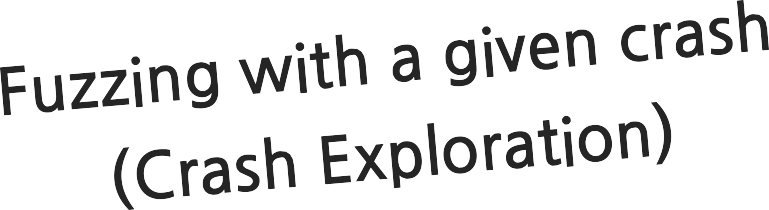 Fuzzing with a given crash
(Crash Exploration)